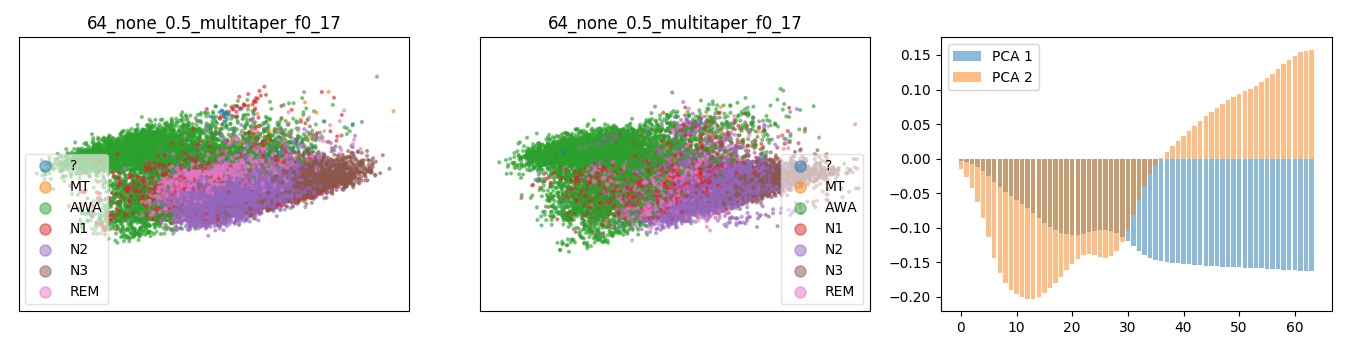 64_none_0.5_multitaper_f0_17
?
MT
AWA
N1
N2
N3
REM
64_none_0.5_multitaper_f0_17
?
MT
AWA
N1
N2
N3
REM
PCA 1
PCA 2
0.15
0.10
0.05
0.00
−0.05
−0.10
−0.15
−0.20
0 10 20 30 40 50 60